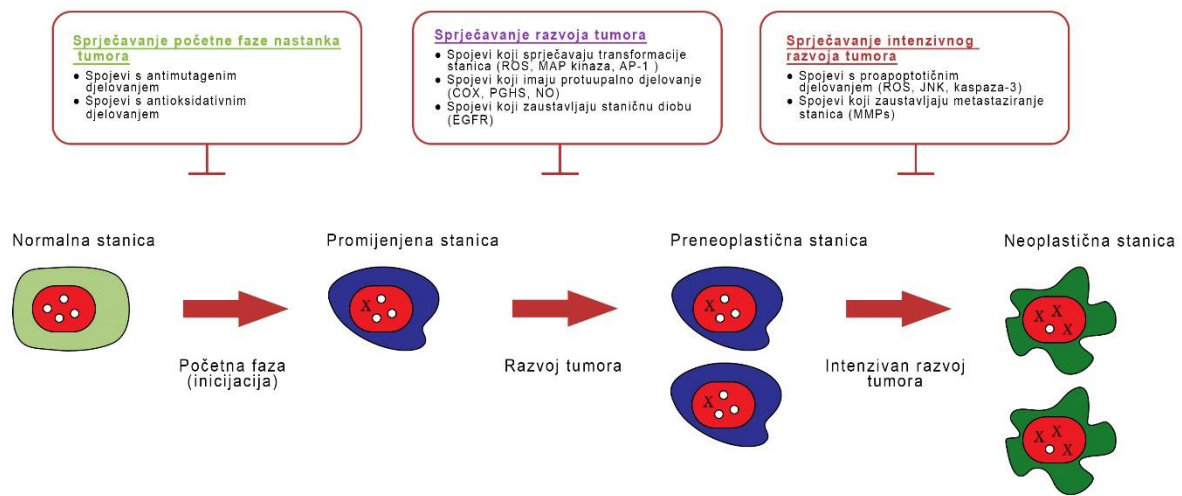 Sprječavanje početne faze nastanka
tumora
● Spojevi s antimutagenim
djelovanjem
● Spojevi s antioksidativnim
djelovanjem
Sprječavanje razvoja tumora
● Spojevi koji sprječavaju transformacije
stanica (ROS, MAP kinaza, AP-1 )
● Spojevi koji imaju protuupalno djelovanje
(COX, PGHS, NO)
● Spojevi koji zaustavljaju staničnu diobu
(EGFR)
Sprječavanje intenzivnog
razvoja tumora
● Spojevi s proapoptotičnim
djelovanjem (ROS, JNK, kaspaza-3)
● Spojevi koji zaustavljaju metastaziranje
stanica (MMPs)
Normalna stanica
Promijenjena stanica
Preneoplastična stanica
Neoplastična stanica
X
X
X
X X
X
X
X X
X
Početna faza
(inicijacija)
Razvoj tumora
Intenzivan razvoj
tumora